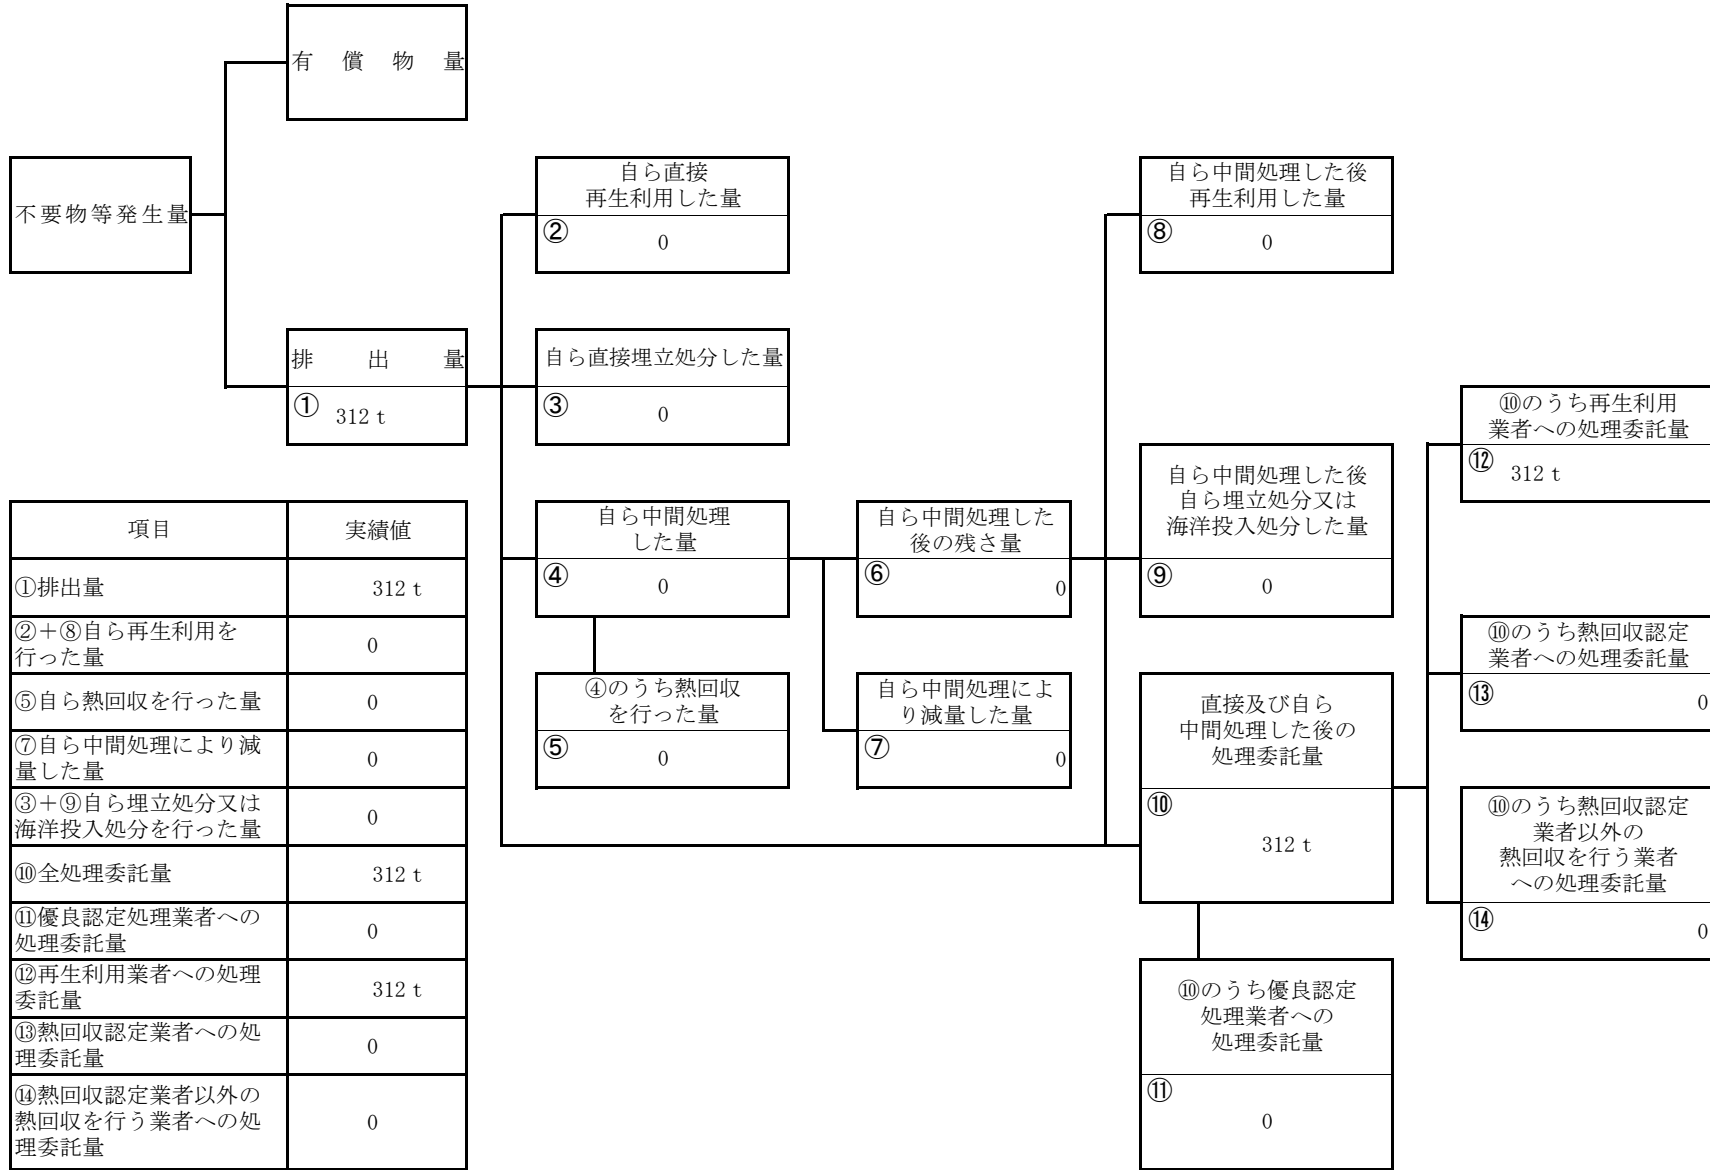 有償物量
不要物等発生量
排出量
① 312 t
自ら直接
再生利用した量
② 0
自ら直接埋立処分した量
③ 0
自ら中間処理
した量
④ 0
④のうち熱回収
を行った量
⑤ 0
自ら中間処理した
後の残さ量
⑥ 0
自ら中間処理によ
り減量した量
⑦ 0
自ら中間処理した後
再生利用した量
⑧ 0
自ら中間処理した後
自ら埋立処分又は
海洋投入処分した量
⑨ 0
直接及び自ら
中間処理した後の
処理委託量
⑩
312 t
⑩のうち優良認定
処理業者への
処理委託量
⑪
0
⑩のうち再生利用
業者への処理委託量
⑫ 312 t
⑩のうち熱回収認定
業者への処理委託量
⑬ 0
⑩のうち熱回収認定
業者以外の
熱回収を行う業者
への処理委託量
⑭ 0
項目 実績値
①排出量 312 t
②＋⑧自ら再生利用を
行った量 0
⑤自ら熱回収を行った量 0
⑦自ら中間処理により減
量した量 0
③＋⑨自ら埋立処分又は
海洋投入処分を行った量 0
⑩全処理委託量 312 t
⑪優良認定処理業者への
処理委託量 0
⑫再生利用業者への処理
委託量 312 t
⑬熱回収認定業者への処
理委託量 0
⑭熱回収認定業者以外の
熱回収を行う業者への処
理委託量 0